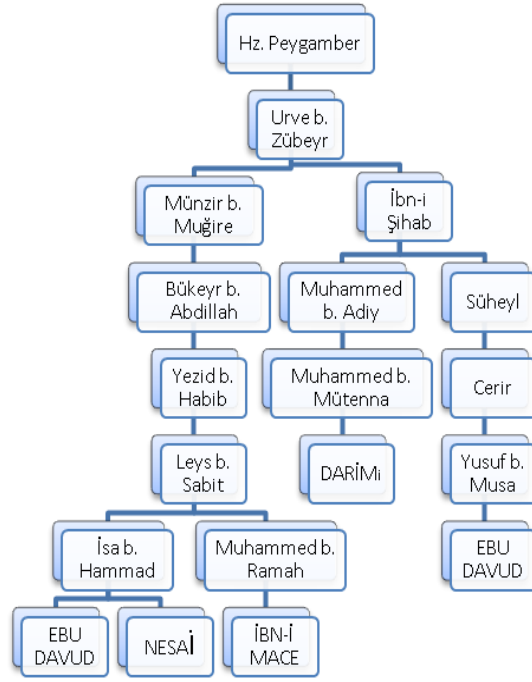 Hz. Peygamber
Urve b.
Zübeyr
Münzir b.
Muğire
İbn-i
Şihab
Bükeyr b.
Abdillah
Muhammed
b. Adiy
Süheyl
Yezid b.
Habib
Muhammed b.
Mütenna
Cerir
Leys b.
Sabit
DARİMi
Yusuf b.
Musa
İsa b.
Hammad
Muhammed b.
Ramah
EBU
DAVUD
EBU
DAVUD
NESAİ
İBN-İ
MACE